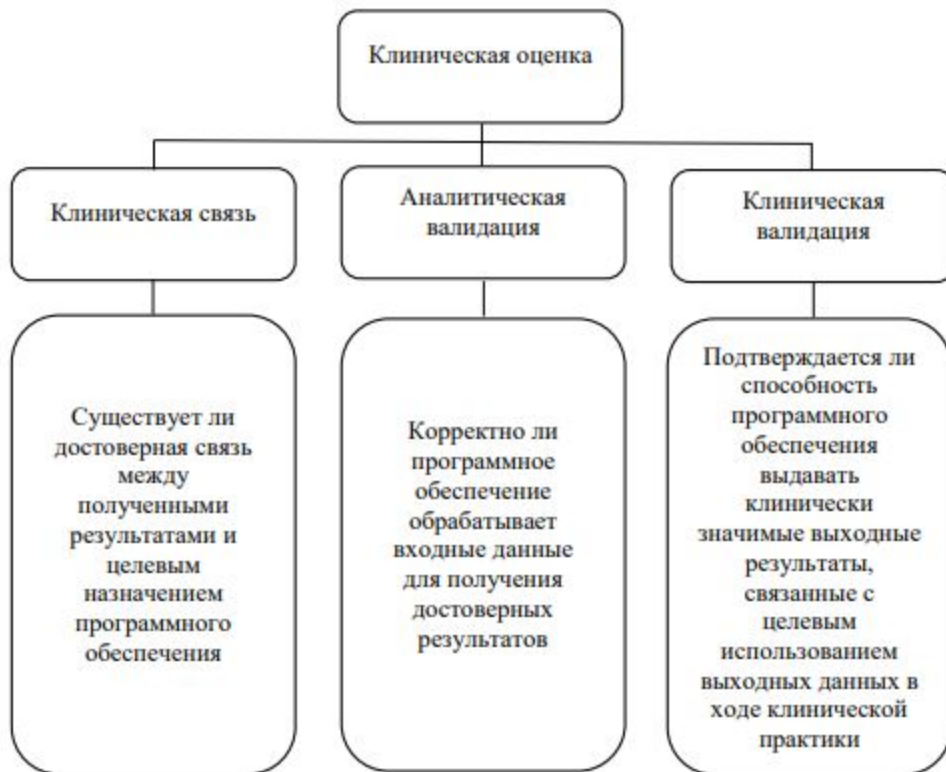 Клиническая оценка
Клиническая связь
Аналитическая
валидация
Клиническая
валидация
Существует ли
достоверная связь
между
полученными
результатами и
целевым
назначением
программного
обеспечения
Корректно ли
программное
обеспечение
обрабатывает
входные данные
для получения
достоверных
результатов
Подтверждается ли
способность
программного
обеспечения
выдавать
клинически
значимые выходные
результаты,
связанные с
целевым
использованием
выходных данных в
ходе клинической
практики